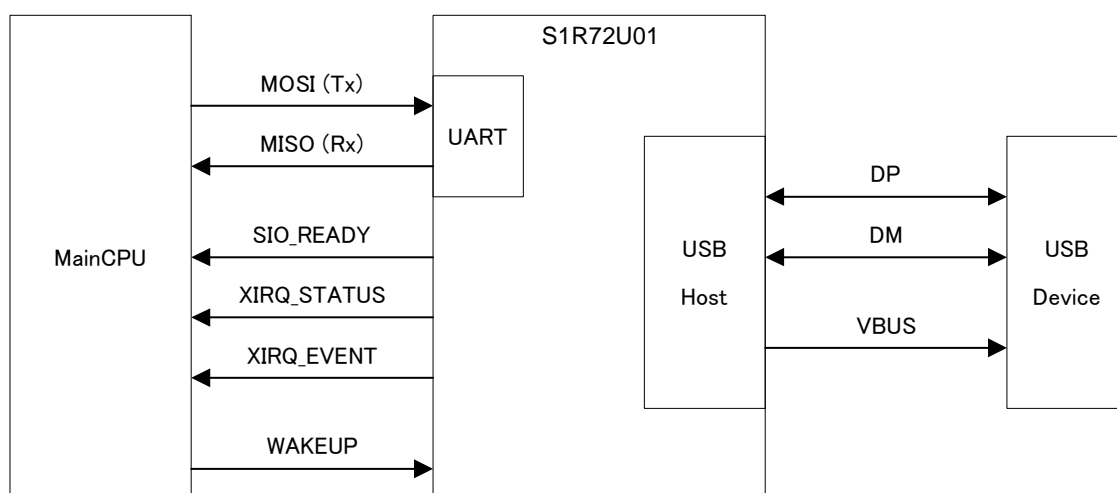 S1R72U01
MOSI (Tx)
MISO (Rx)
UART
SIO_READY
MainCPU
XIRQ_STATUS
XIRQ_EVENT
WAKEUP
USB
Host
DP
DM
VBUS
USB
Device